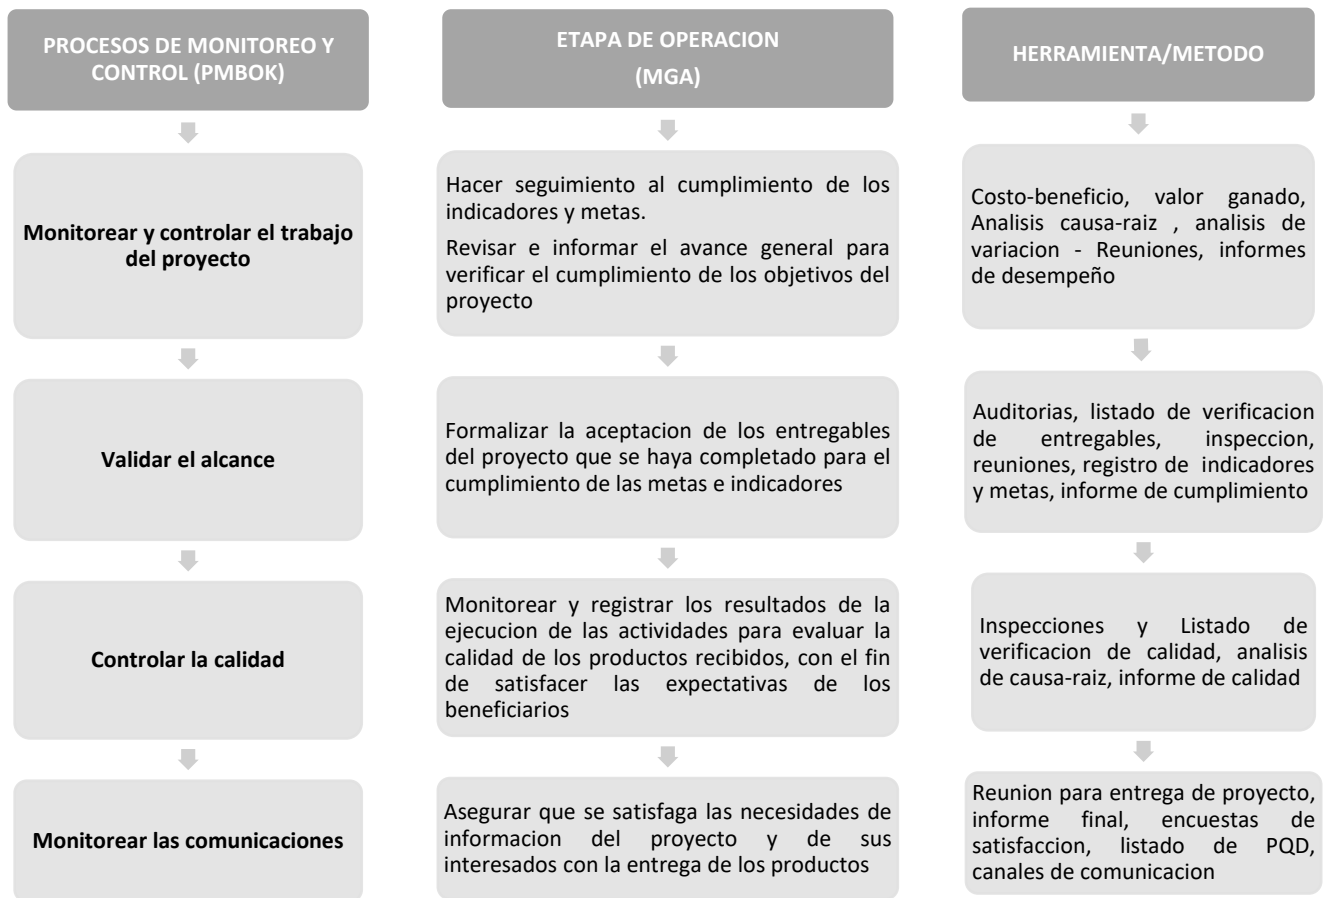 PROCESOS DE MONITOREO Y
CONTROL (PMBOK)
ETAPA DE OPERACION
(MGA)
HERRAMIENTA/METODO
Monitorear y controlar el trabajo
del proyecto
Hacer seguimiento al cumplimiento de los
indicadores y metas.
Revisar e informar el avance general para
verificar el cumplimiento de los objetivos del
proyecto
Costo-beneficio, valor ganado,
Analisis causa-raiz , analisis de
variacion - Reuniones, informes
de desempeño
Validar el alcance
Formalizar la aceptacion de los entregables
del proyecto que se haya completado para el
cumplimiento de las metas e indicadores
Auditorias, listado de verificacion
de entregables, inspeccion,
reuniones, registro de indicadores
y metas, informe de cumplimiento
Controlar la calidad
Monitorear y registrar los resultados de la
ejecucion de las actividades para evaluar la
calidad de los productos recibidos, con el fin
de satisfacer las expectativas de los
beneficiarios
Inspecciones y Listado de
verificacion de calidad, analisis
de causa-raiz, informe de calidad
Monitorear las comunicaciones
Asegurar que se satisfaga las necesidades de
informacion del proyecto y de sus
interesados con la entrega de los productos
Reunion para entrega de proyecto,
informe final, encuestas de
satisfaccion, listado de PQD,
canales de comunicacion